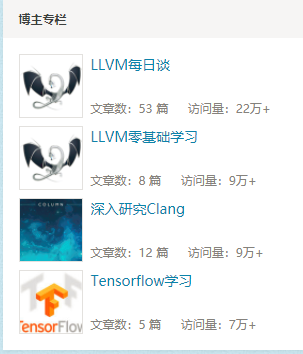 博主专栏
LLVM每日谈
文章数：53 篇 访问量：22万+
LLVM零基础学习
文章数：8 篇 访问量：9万+
COLUMN
深入研究Clang
文章数：12 篇 访问量：9万+
Tensorflow学习
TensorFlow
文章数：5 篇 访问量：7万+